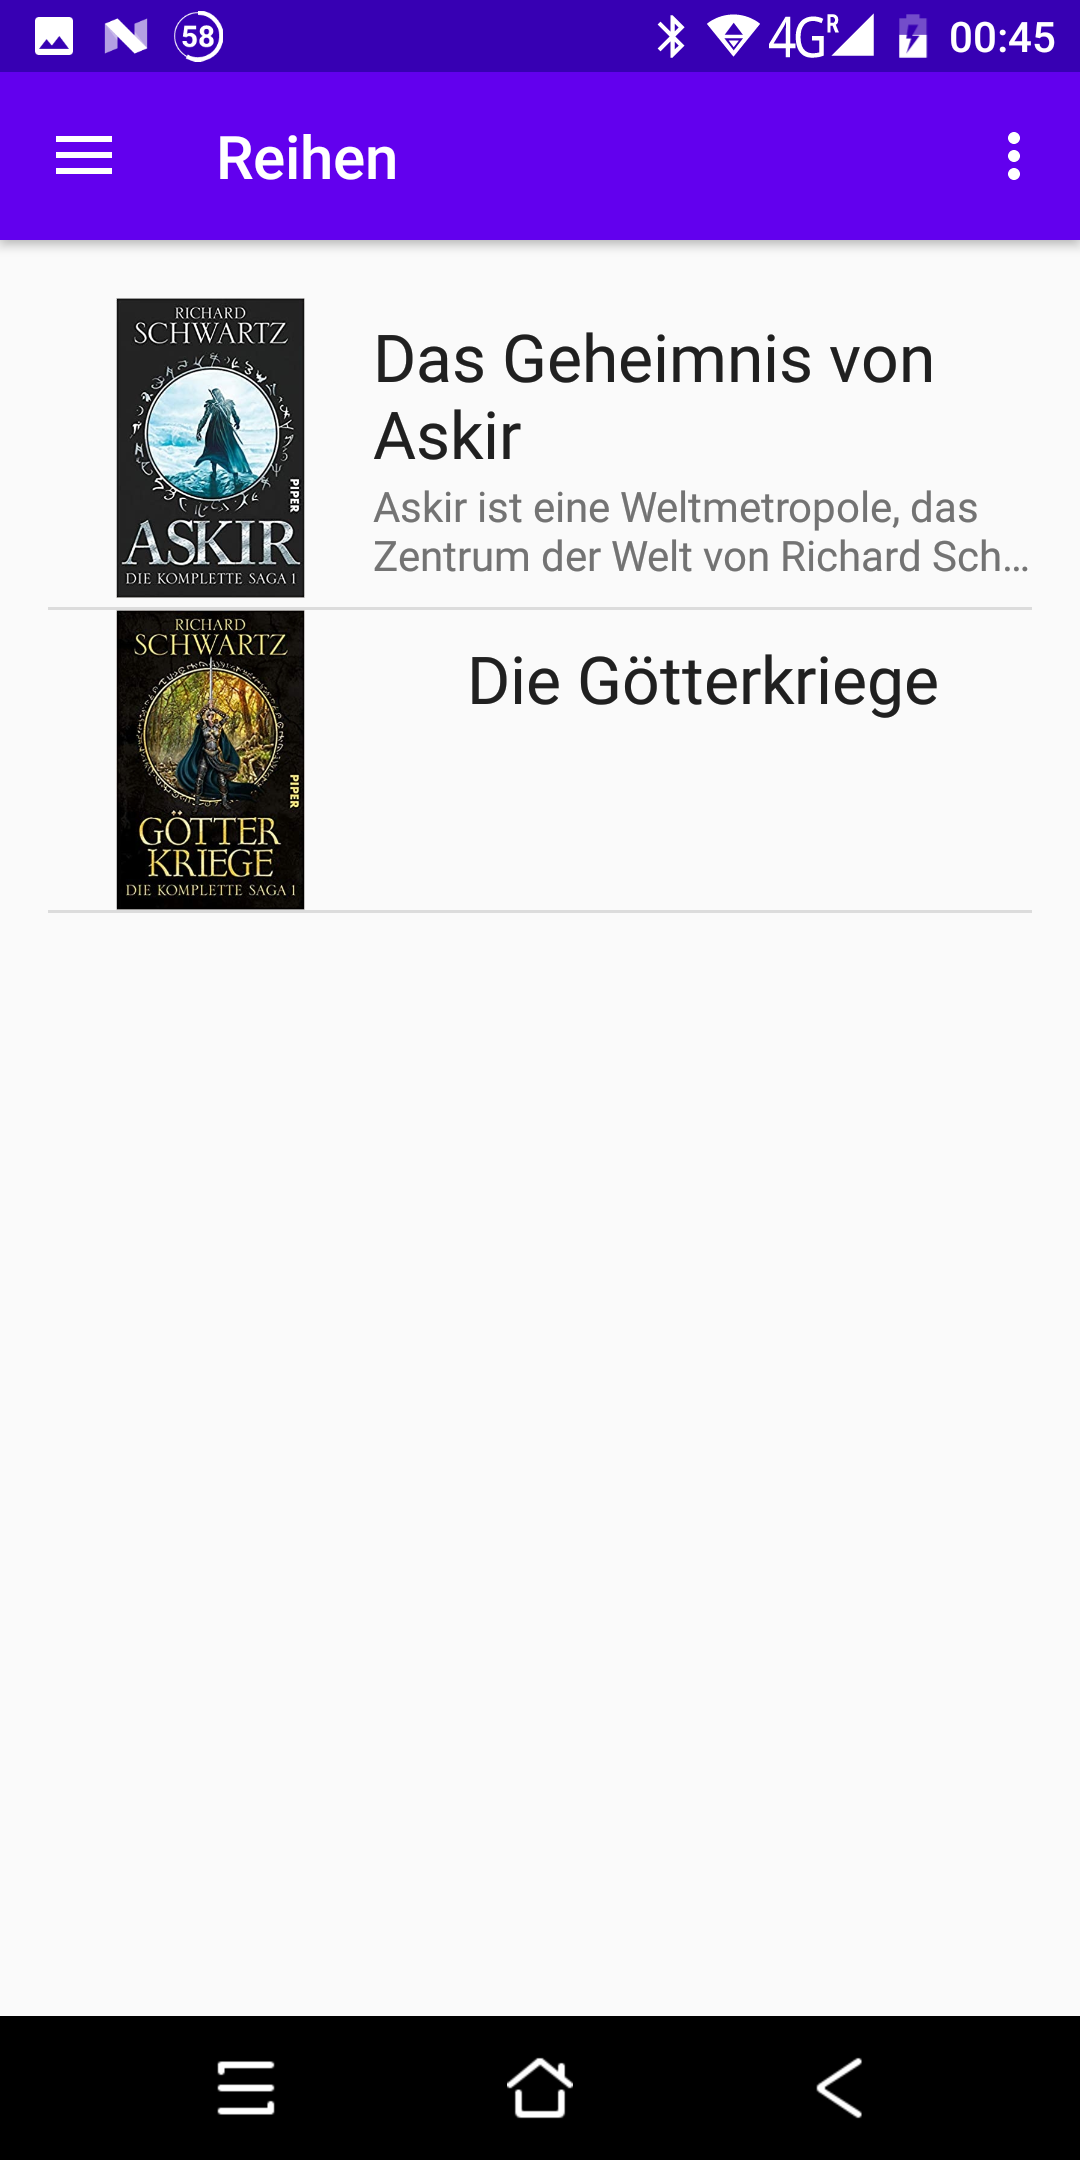 58
4G R
00:45
Reihen
RICHARD
SCHWARTZ
PIPER
ASKIR
DIE KOMPLETTE SAGA 1
Das Geheimnis von
Askir
Askir ist eine Weltmetropole, das
Zentrum der Welt von Richard Sch...
RICHARD
SCHWARTZ
PIPER
GÖTTER
KRIEGE
DIE KOMPLETTE SAGA 1
Die Götterkriege